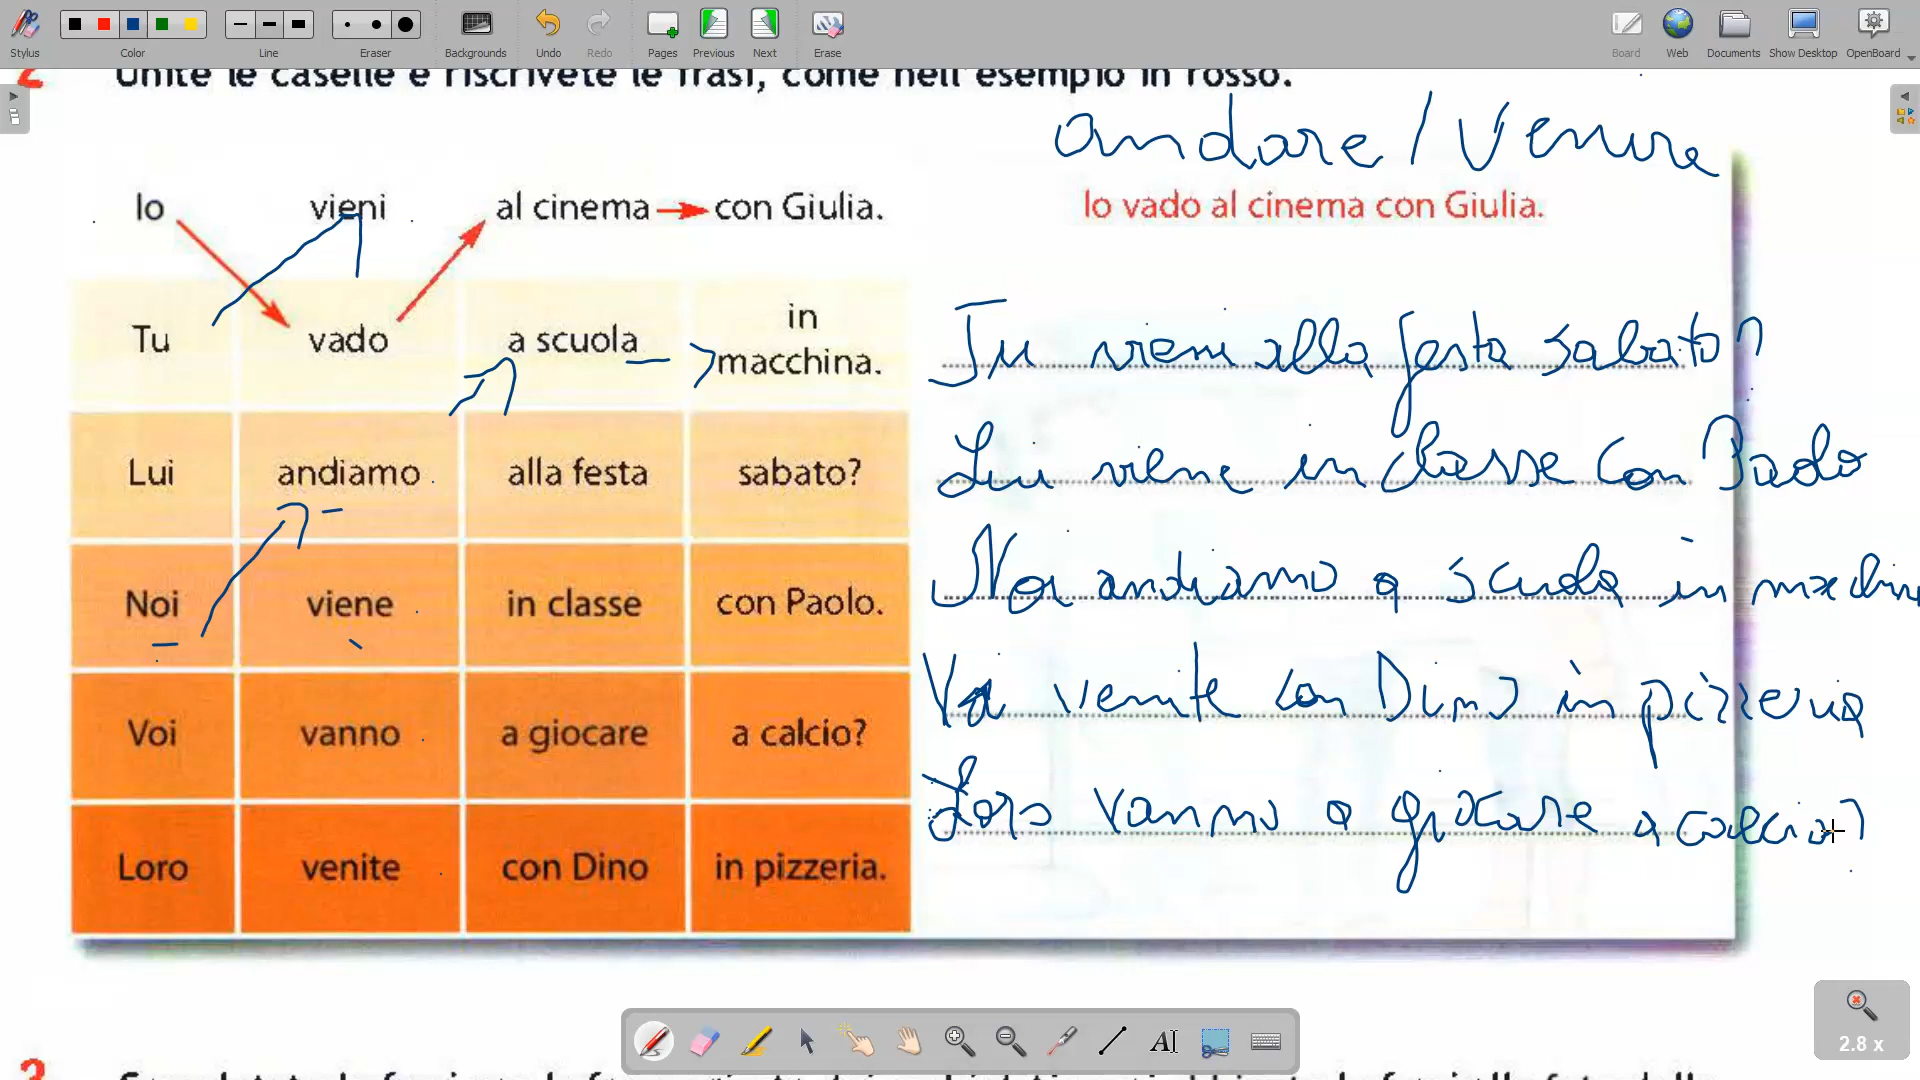 Stylus Color Line Eraser Backgrounds Undo Redo Pages Previous Next Erase Board Web Documents Show Desktop OpenBoard
2 Unite le caselle e riscrivete le frasi, come nell'esempio in rosso.
andare / Venire
Io vieni al cinema con Giulia. Io vado al cinema con Giulia.
Tu vado a scuola in macchina. Tu vieni alla festa sabato?
Lui andiamo alla festa sabato? Lui viene in classe con Paolo
Noi viene in classe con Paolo. Noi andiamo a scuola in macchina
Voi vanno a giocare a calcio? Voi venite con Dino in pizzeria
Loro venite con Dino in pizzeria. Loro vanno a giocare a calcio?
2.8 x
3